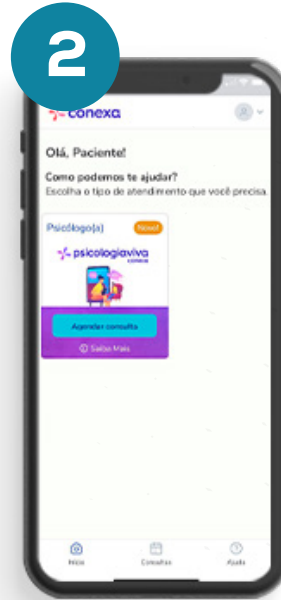 2
conexa
Olá, Paciente!
Como podemos te ajudar?
Escolha o tipo de atendimento que você precisa.
Psicólogo(a) Novo!
psicologiaviva
conexa
Agendar consulta
Saiba Mais
Início Consultas Ajuda